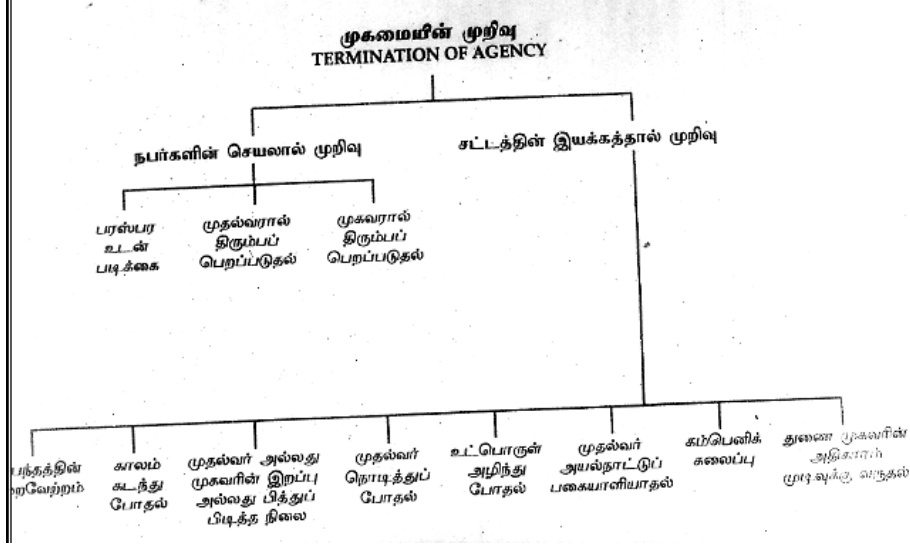 முகமையின் முறிவு
TERMINATION OF AGENCY
நபர்களின் செயலால் முறிவு
சட்டத்தின் இயக்கத்தால் முறிவு
பரஸ்பர
உடன்
படிக்கை
முதல்வரால்
திரும்பப்
பெறப்படுதல்
முகவரால்
திரும்பப்
பெறப்படுதல்
பந்தத்தின்
றைவேற்றம்
காலம்
கடந்து
போதல்
முதல்வர் அல்லது
முகவரின் இறப்பு
அல்லது பித்துப்
பிடித்த நிலை
முதல்வர்
நொடித்துப்
போதல்
உட்பொருள்
அழிந்து
போதல்
முதல்வர்
அயல்நாட்டுப்
பகையாளியாதல்
கம்பெனிக்
கலைப்பு
துணை முகவரின்
அதிகாரம்
முடிவுக்கு வருதல்